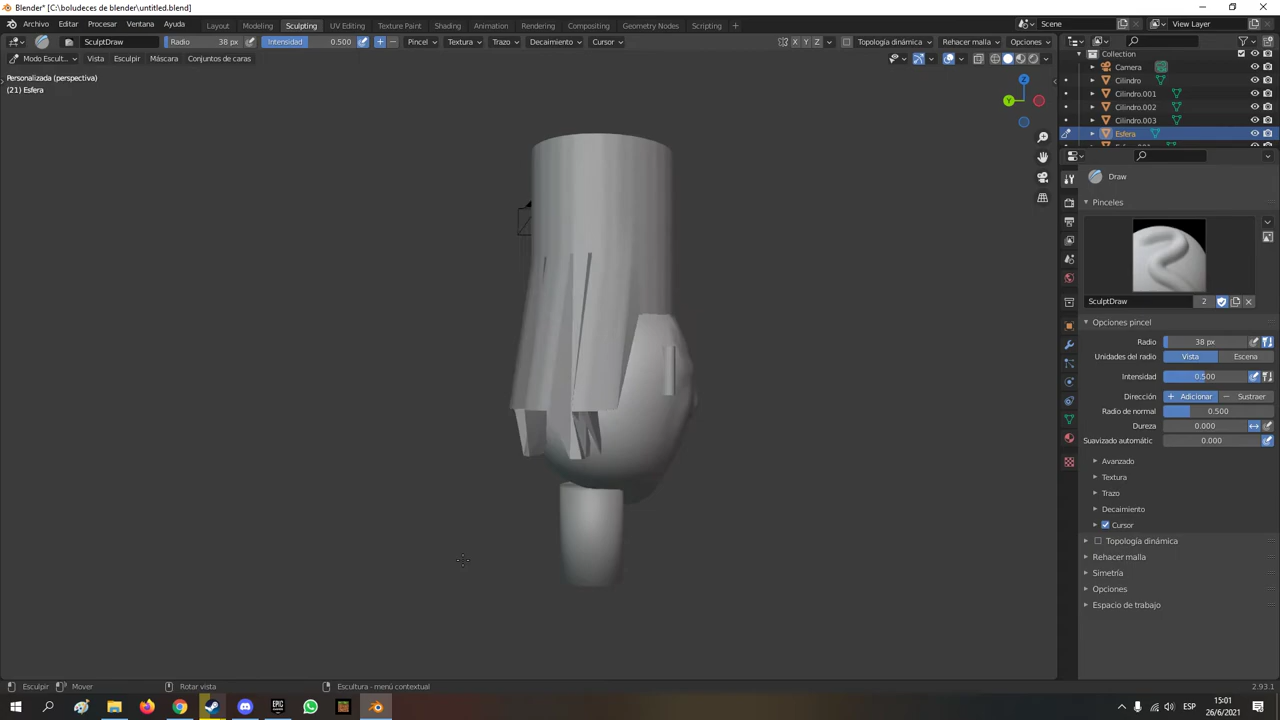 Blender* [C:\boludeces de blender\untitled.blend]
Archivo Editar Procesar Ventana Ayuda Layout Modeling Sculpting UV Editing Texture Paint Shading Animation Rendering Compositing Geometry Nodes Scripting + Scene View Layer
SculptDraw Radio 38 px Intensidad 0.500 + − Pincel Textura Trazo Decaimiento Cursor X Y Z Topología dinámica Rehacer malla Opciones
Modo Escult... Vista Esculpir Máscara Conjuntos de caras
Personalizada (perspectiva)
(21) Esfera
Z
Y
Collection
Camera
Cilindro
Cilindro.001
Cilindro.002
Cilindro.003
Esfera
Draw
Pinceles
SculptDraw 2
Opciones pincel
Radio 38 px
Unidades del radio Vista Escena
Intensidad 0.500
Dirección + Adicionar − Sustraer
Radio de normal 0.500
Dureza 0.000
Suavizado automátic 0.000
Avanzado
Textura
Trazo
Decaimiento
Cursor
Topología dinámica
Rehacer malla
Simetría
Opciones
Espacio de trabajo
Esculpir Mover Rotar vista Escultura - menú contextual 2.93.1
ESP 15:01
26/6/2021